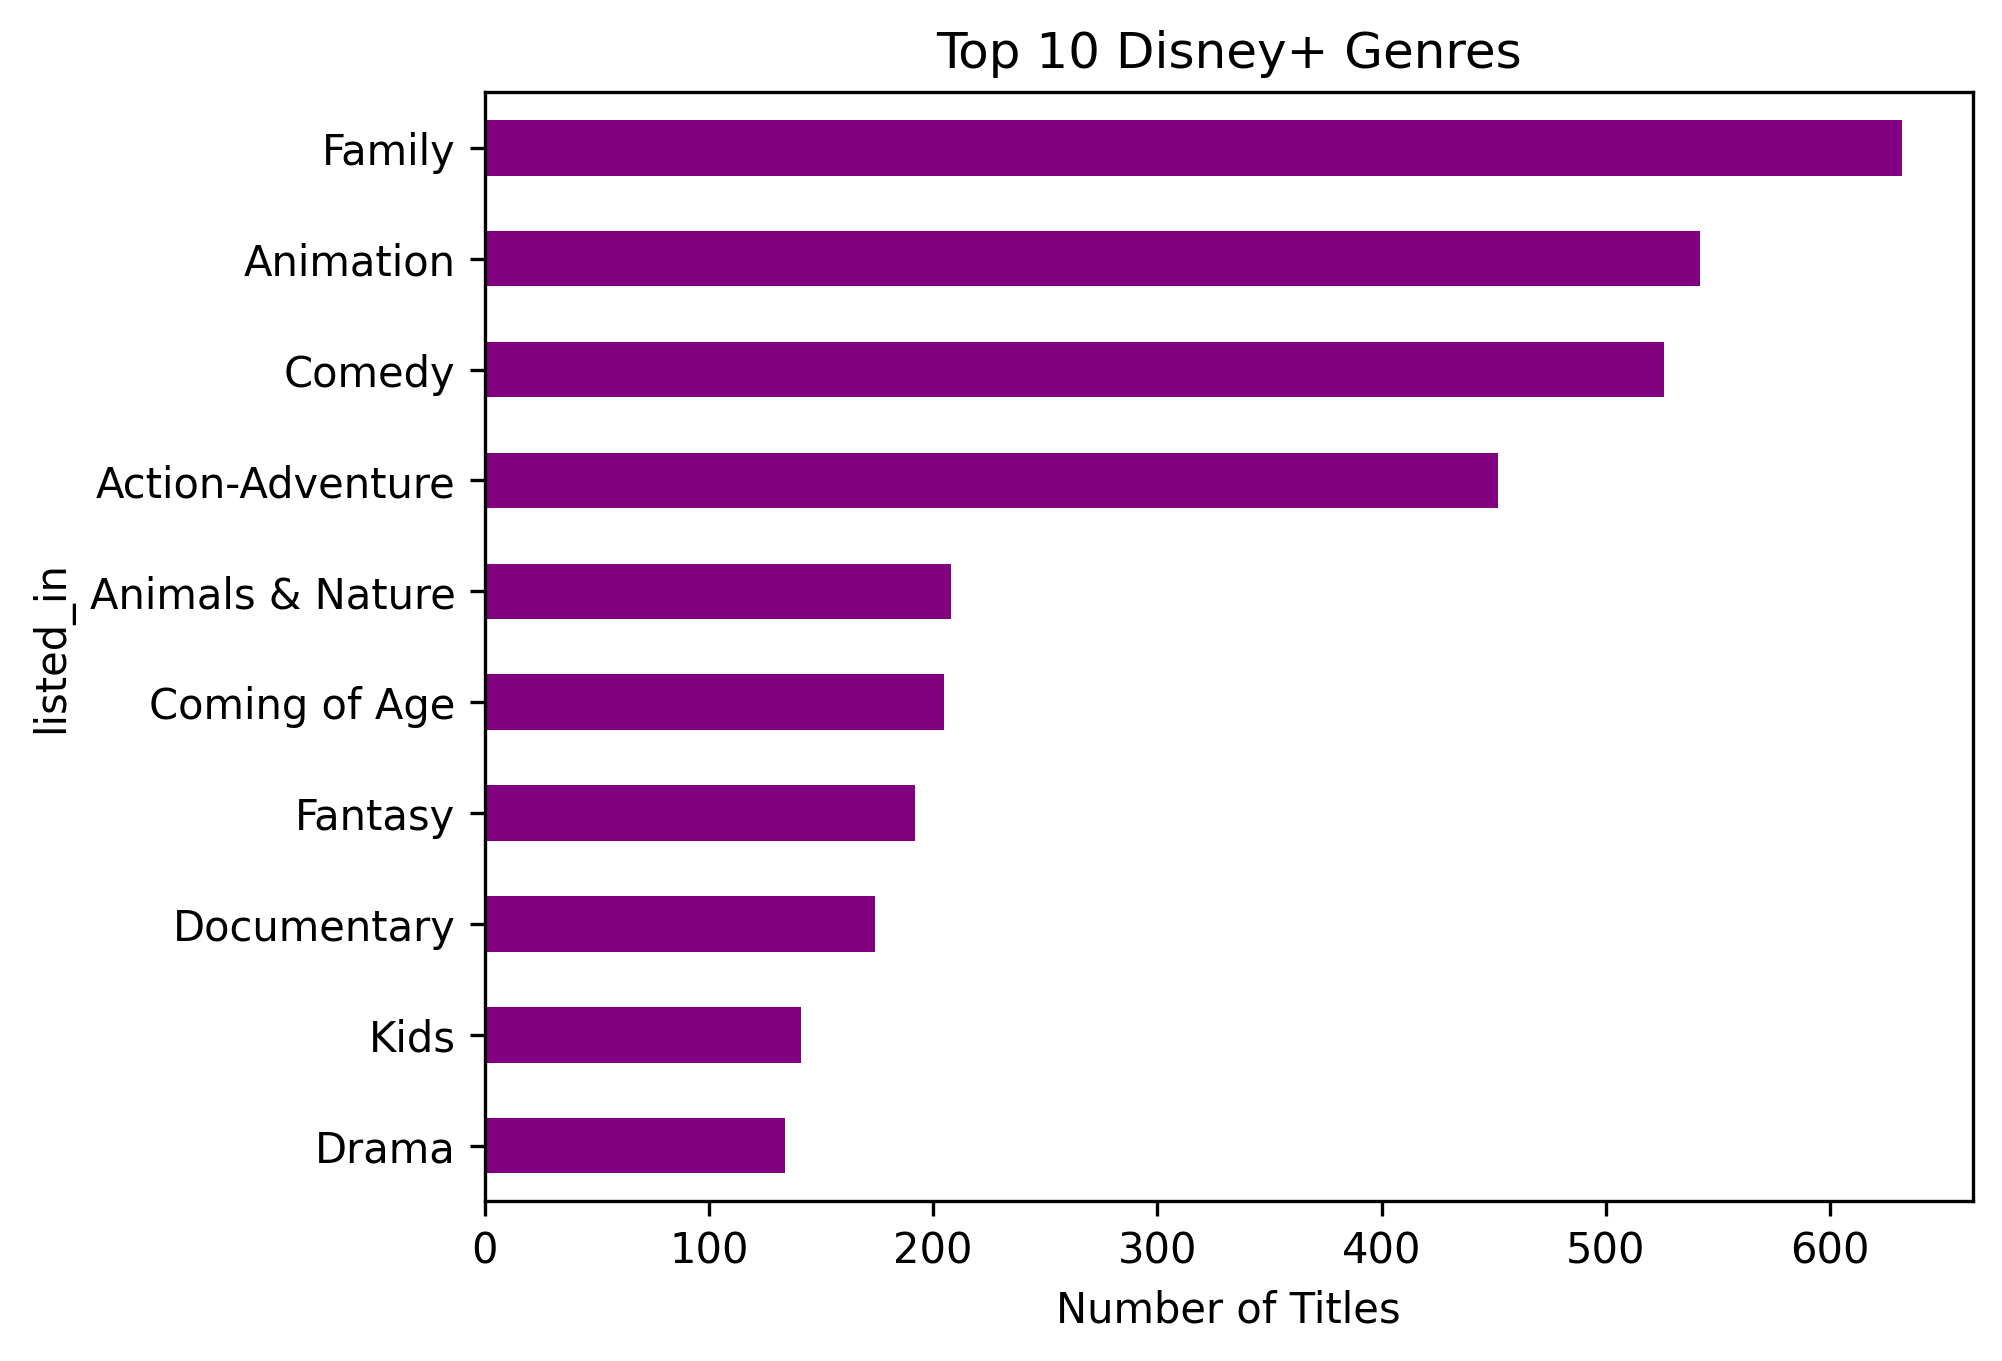 Top 10 Disney+ Genres
Family
Animation
Comedy
Action-Adventure
Animals & Nature
Coming of Age
Fantasy
Documentary
Kids
Drama
listed_in
0 100 200 300 400 500 600
Number of Titles